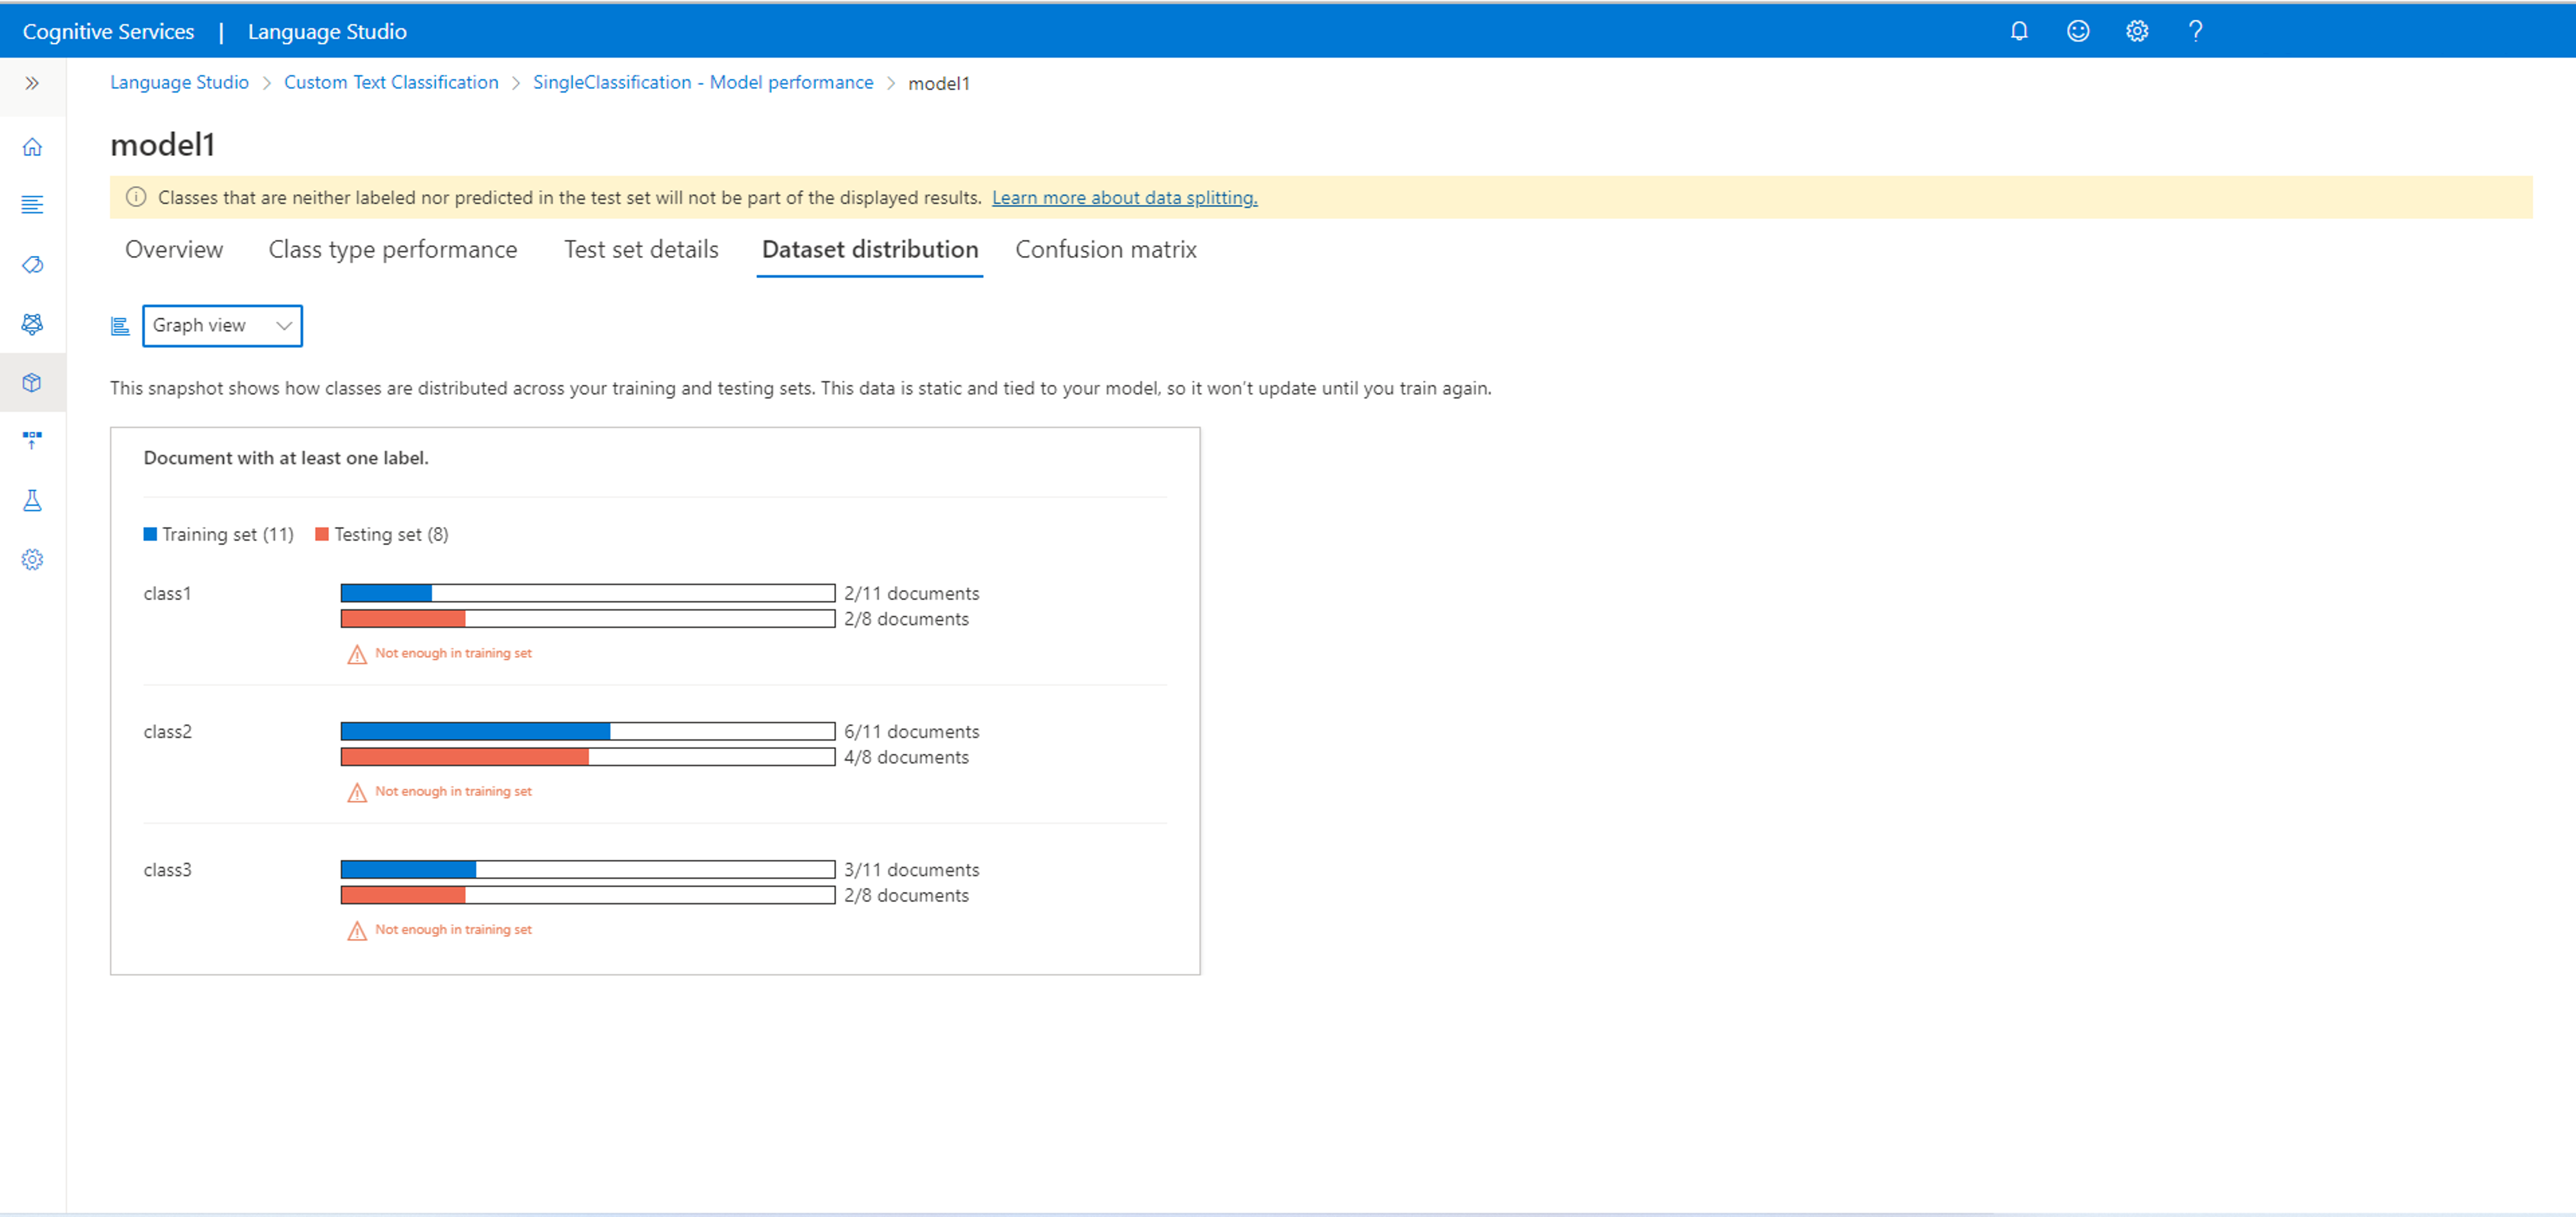 Cognitive Services | Language Studio
Language Studio > Custom Text Classification > SingleClassification - Model performance > model1
model1
Classes that are neither labeled nor predicted in the test set will not be part of the displayed results. Learn more about data splitting.
Overview Class type performance Test set details Dataset distribution Confusion matrix
Graph view
This snapshot shows how classes are distributed across your training and testing sets. This data is static and tied to your model, so it won't update until you train again.
Document with at least one label.
Training set (11) Testing set (8)
class1 2/11 documents
2/8 documents
Not enough in training set
class2 6/11 documents
4/8 documents
Not enough in training set
class3 3/11 documents
2/8 documents
Not enough in training set